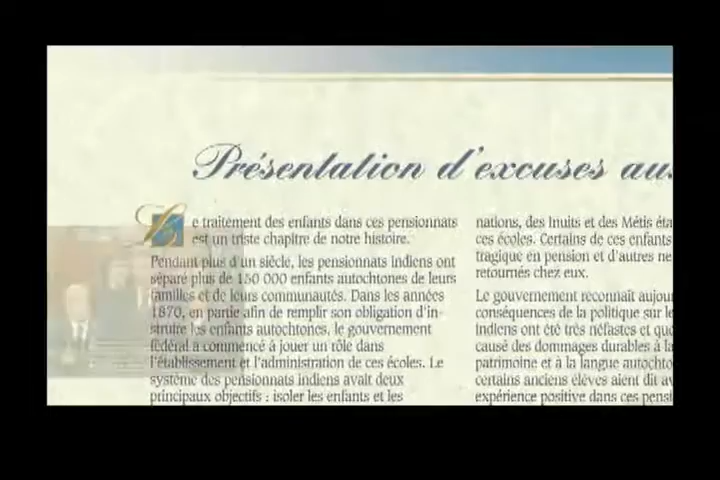 Présentation d'excuses aux
Le traitement des enfants dans ces pensionnats
est un triste chapitre de notre histoire.
Pendant plus d'un siècle, les pensionnats indiens ont
séparé plus de 150 000 enfants autochtones de leurs
familles et de leurs communautés. Dans les années
1870, en partie afin de remplir son obligation d'in-
struire les enfants autochtones, le gouvernement
fédéral a commencé à jouer un rôle dans
l'établissement et l'administration de ces écoles. Le
système des pensionnats indiens avait deux
principaux objectifs : isoler les enfants et les
nations, des Inuits et des Métis éta
ces écoles. Certains de ces enfants
tragique en pension et d'autres ne
retournés chez eux.
Le gouvernement reconnaît aujour
conséquences de la politique sur le
indiens ont été très néfastes et que
causé des dommages durables à la
patrimoine et à la langue autochto
certains anciens élèves aient dit av
expérience positive dans ces pensi